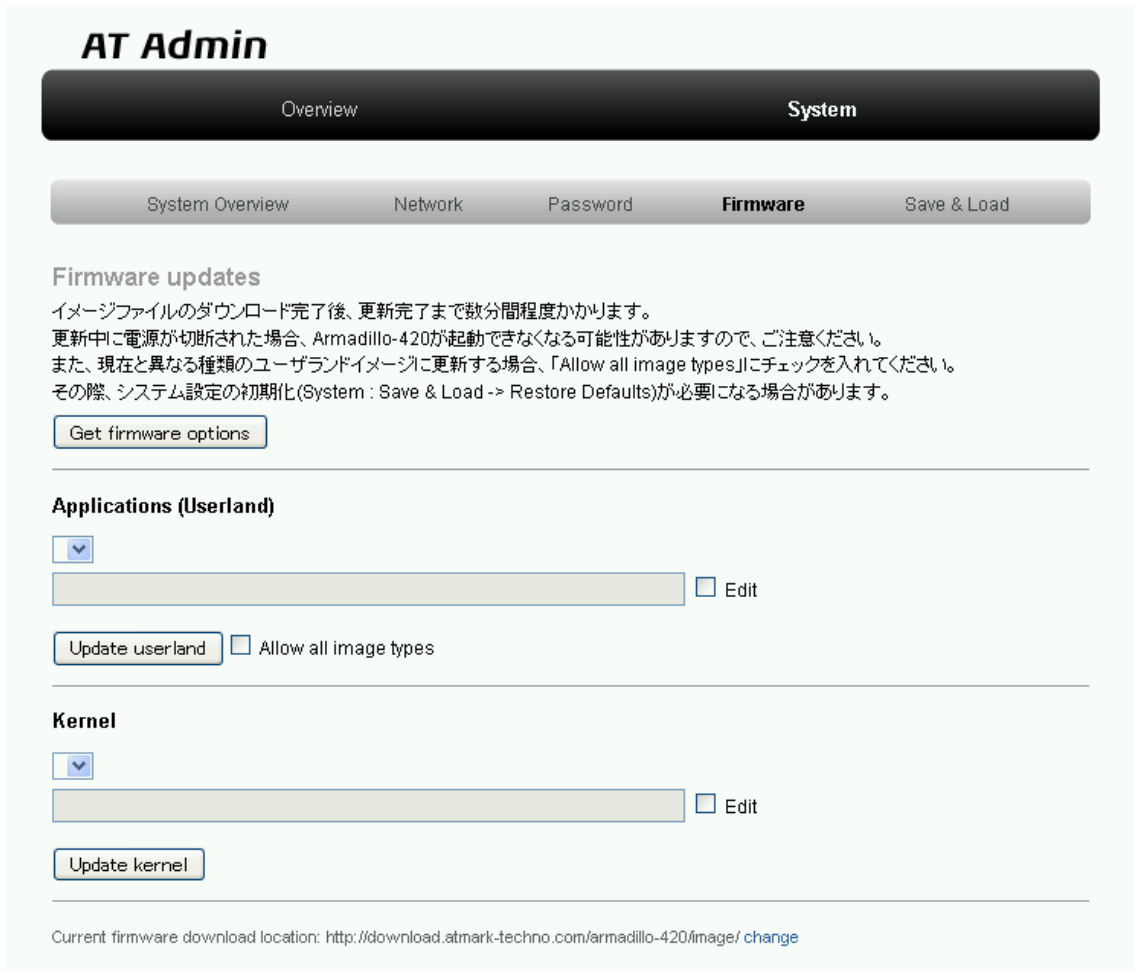 AT Admin
Overview System
System Overview Network Password Firmware Save & Load
Firmware updates
イメージファイルのダウンロード完了後、更新完了まで数分間程度かかります。
更新中に電源が切断された場合、Armadillo-420が起動できなくなる可能性がありますので、ご注意ください。
また、現在と異なる種類のユーザランドイメージに更新する場合、「Allow all image types」にチェックを入れてください。
その際、システム設定の初期化(System : Save & Load -> Restore Defaults)が必要になる場合があります。
Get firmware options
Applications (Userland)
Edit
Update userland Allow all image types
Kernel
Edit
Update kernel
Current firmware download location: http://download.atmark-techno.com/armadillo-420/image/ change